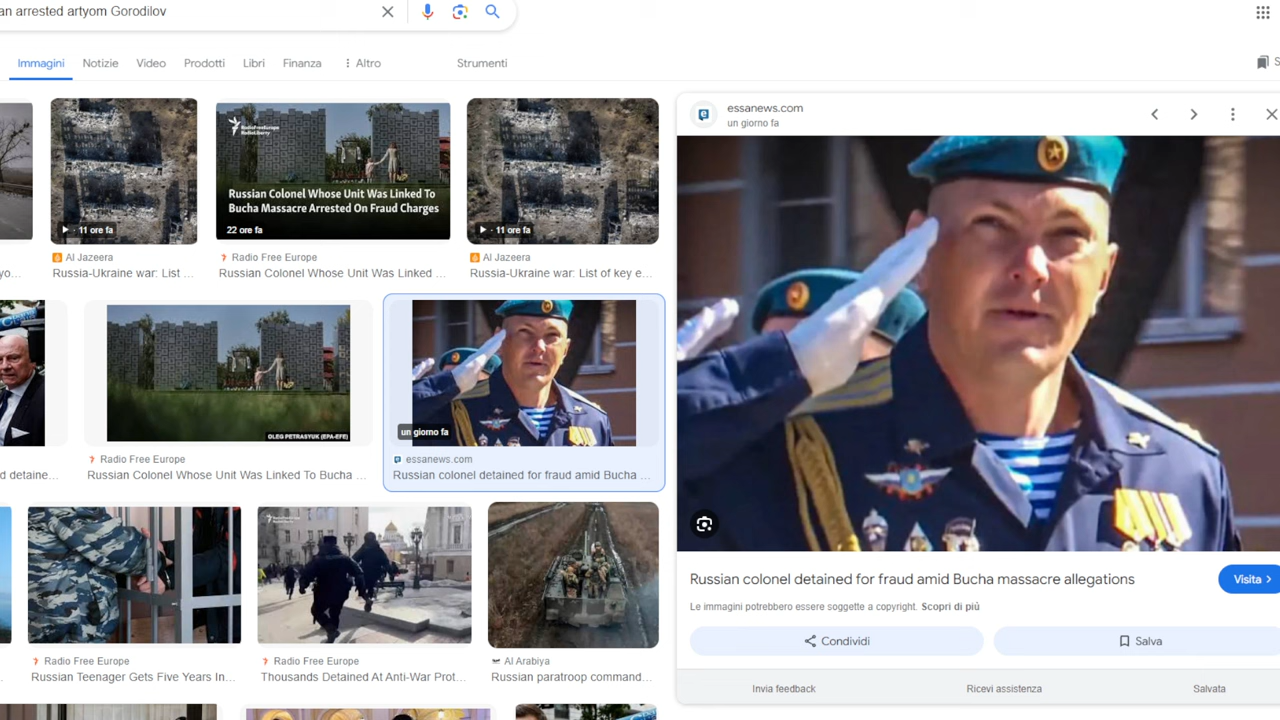 an arrested artyom Gorodilov
Immagini
Notizie
Video
Prodotti
Libri
Finanza
Altro
Strumenti
S
11 ore fa
RadioFreeEurope
RadioLiberty
Russian Colonel Whose Unit Was Linked To
Bucha Massacre Arrested On Fraud Charges
22 ore fa
11 ore fa
yo...
Al Jazeera
Russia-Ukraine war: List ...
Radio Free Europe
Russian Colonel Whose Unit Was Linked ...
Al Jazeera
Russia-Ukraine war: List of key e...
OLEG PETRASYUK (EPA-EFE)
un giorno fa
d detaine...
Radio Free Europe
Russian Colonel Whose Unit Was Linked To Bucha ...
essanews.com
Russian colonel detained for fraud amid Bucha ...
Radio Free Europe
Russian Teenager Gets Five Years In...
Radio Free Europe
Thousands Detained At Anti-War Prot...
Al Arabiya
Russian paratroop command...
essanews.com
un giorno fa
Russian colonel detained for fraud amid Bucha massacre allegations
Visita
Le immagini potrebbero essere soggette a copyright. Scopri di più
Condividi
Salva
Invia feedback
Ricevi assistenza
Salvata